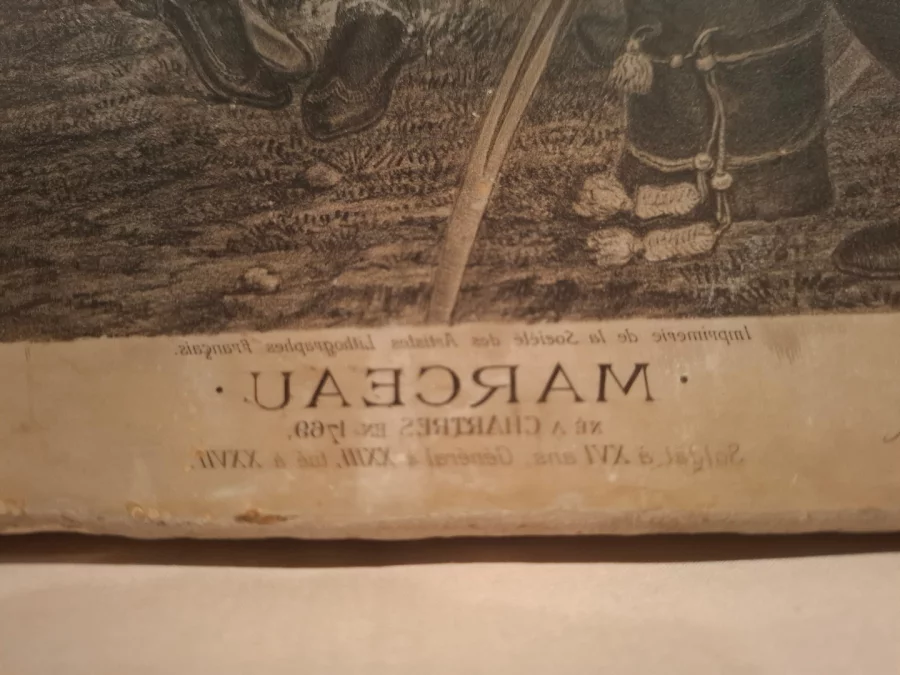 Imprimerie de la Société des Artistes Lithographes Français.
· MARCEAU ·
NÉ A CHARTRES EN 1769,
Soldat à XVI ans, Général à XXIII, tué à XXVII.